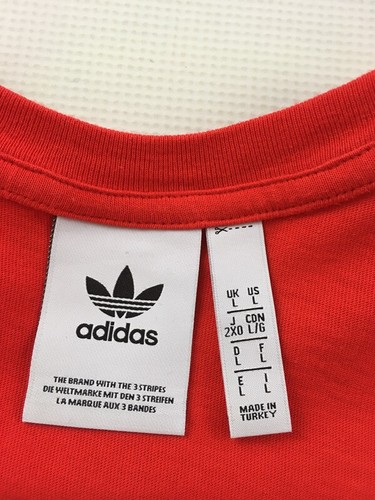 adidas
THE BRAND WITH THE 3 STRIPES
DIE WELTMARKE MIT DEN 3 STREIFEN
LA MARQUE AUX 3 BANDES
UK US
L L
J CDN
2XO L/G
D F
L L
E I
L L
MADE IN
TURKEY